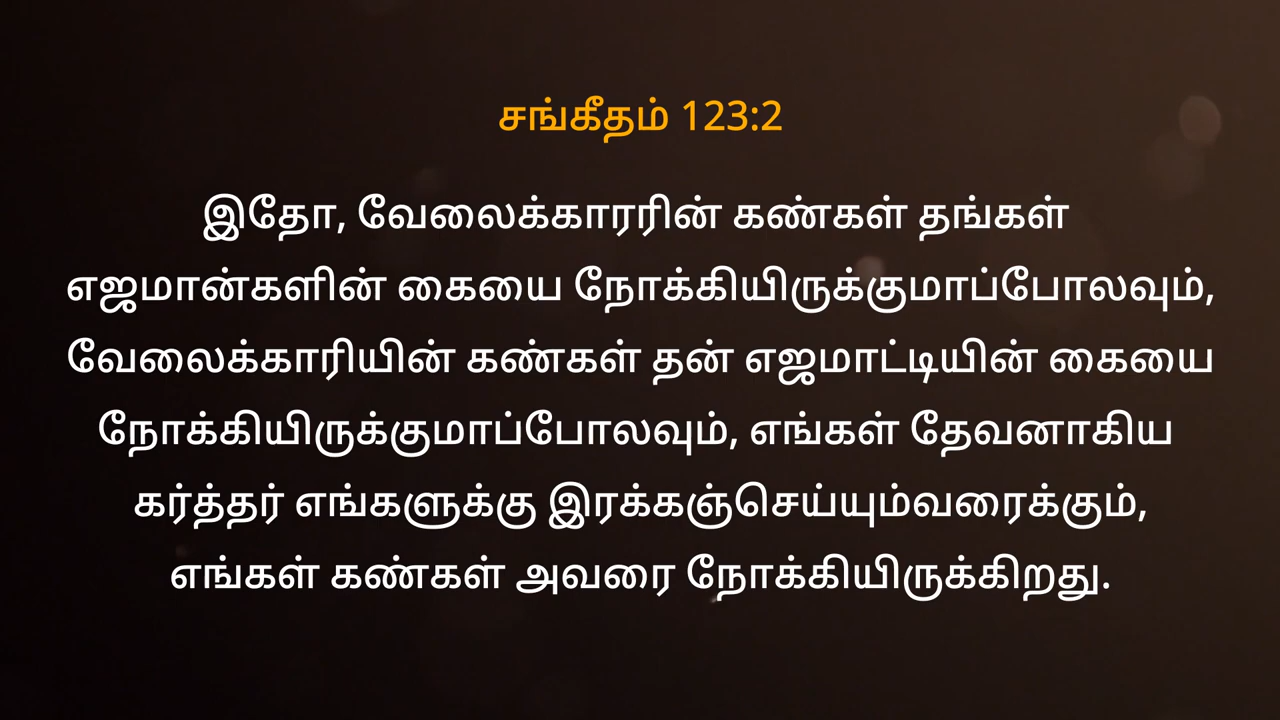 சங்கீதம் 123:2
இதோ, வேலைக்காரரின் கண்கள் தங்கள்
எஜமான்களின் கையை நோக்கியிருக்குமாப்போலவும்,
வேலைக்காரியின் கண்கள் தன் எஜமாட்டியின் கையை
நோக்கியிருக்குமாப்போலவும், எங்கள் தேவனாகிய
கர்த்தர் எங்களுக்கு இரக்கஞ்செய்யும்வரைக்கும்,
எங்கள் கண்கள் அவரை நோக்கியிருக்கிறது.